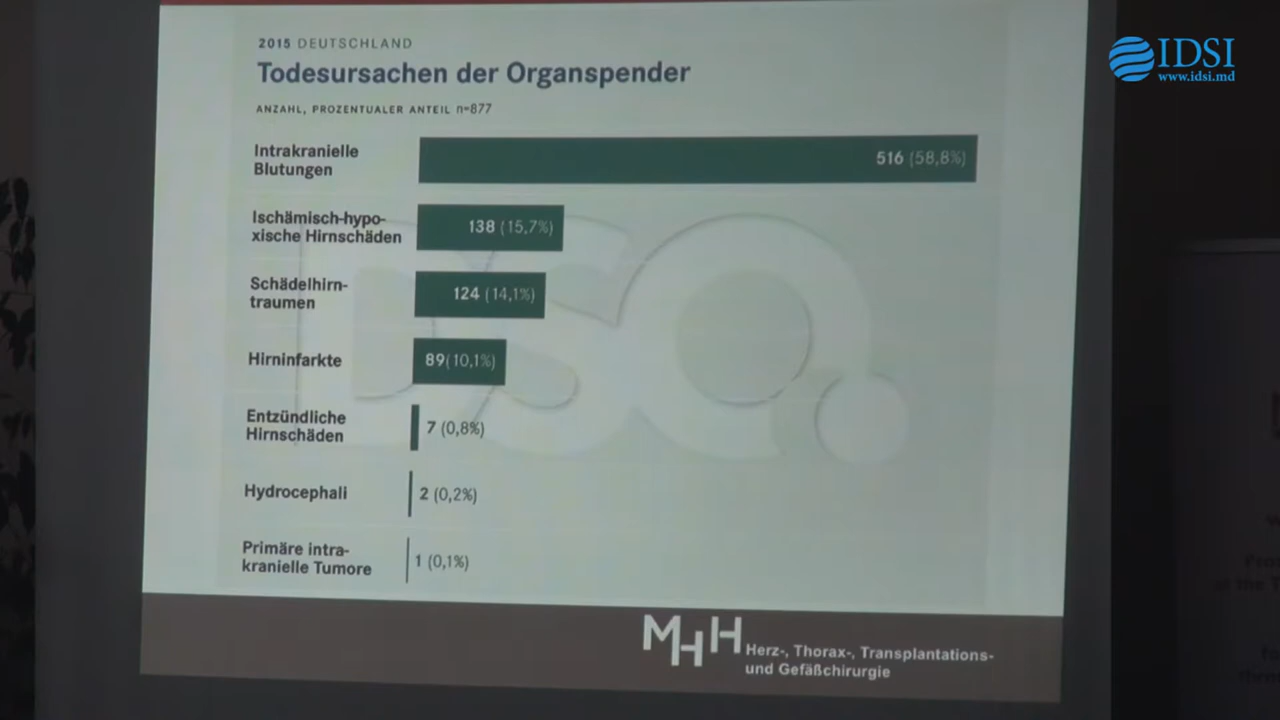 IDSI
www.idsi.md
2015 DEUTSCHLAND
Todesursachen der Organspender
ANZAHL, PROZENTUALER ANTEIL n=877
Intrakranielle
Blutungen
516 (58,8%)
Ischämisch-hypo-
xische Hirnschäden
138 (15,7%)
Schädelhirn-
traumen
124 (14,1%)
Hirninfarkte
89(10,1%)
Entzündliche
Hirnschäden
7 (0,8%)
Hydrocephali
2 (0,2%)
Primäre intra-
kranielle Tumore
1 (0,1%)
DSO.
MHH
Herz-, Thorax-, Transplantations-
und Gefäßchirurgie